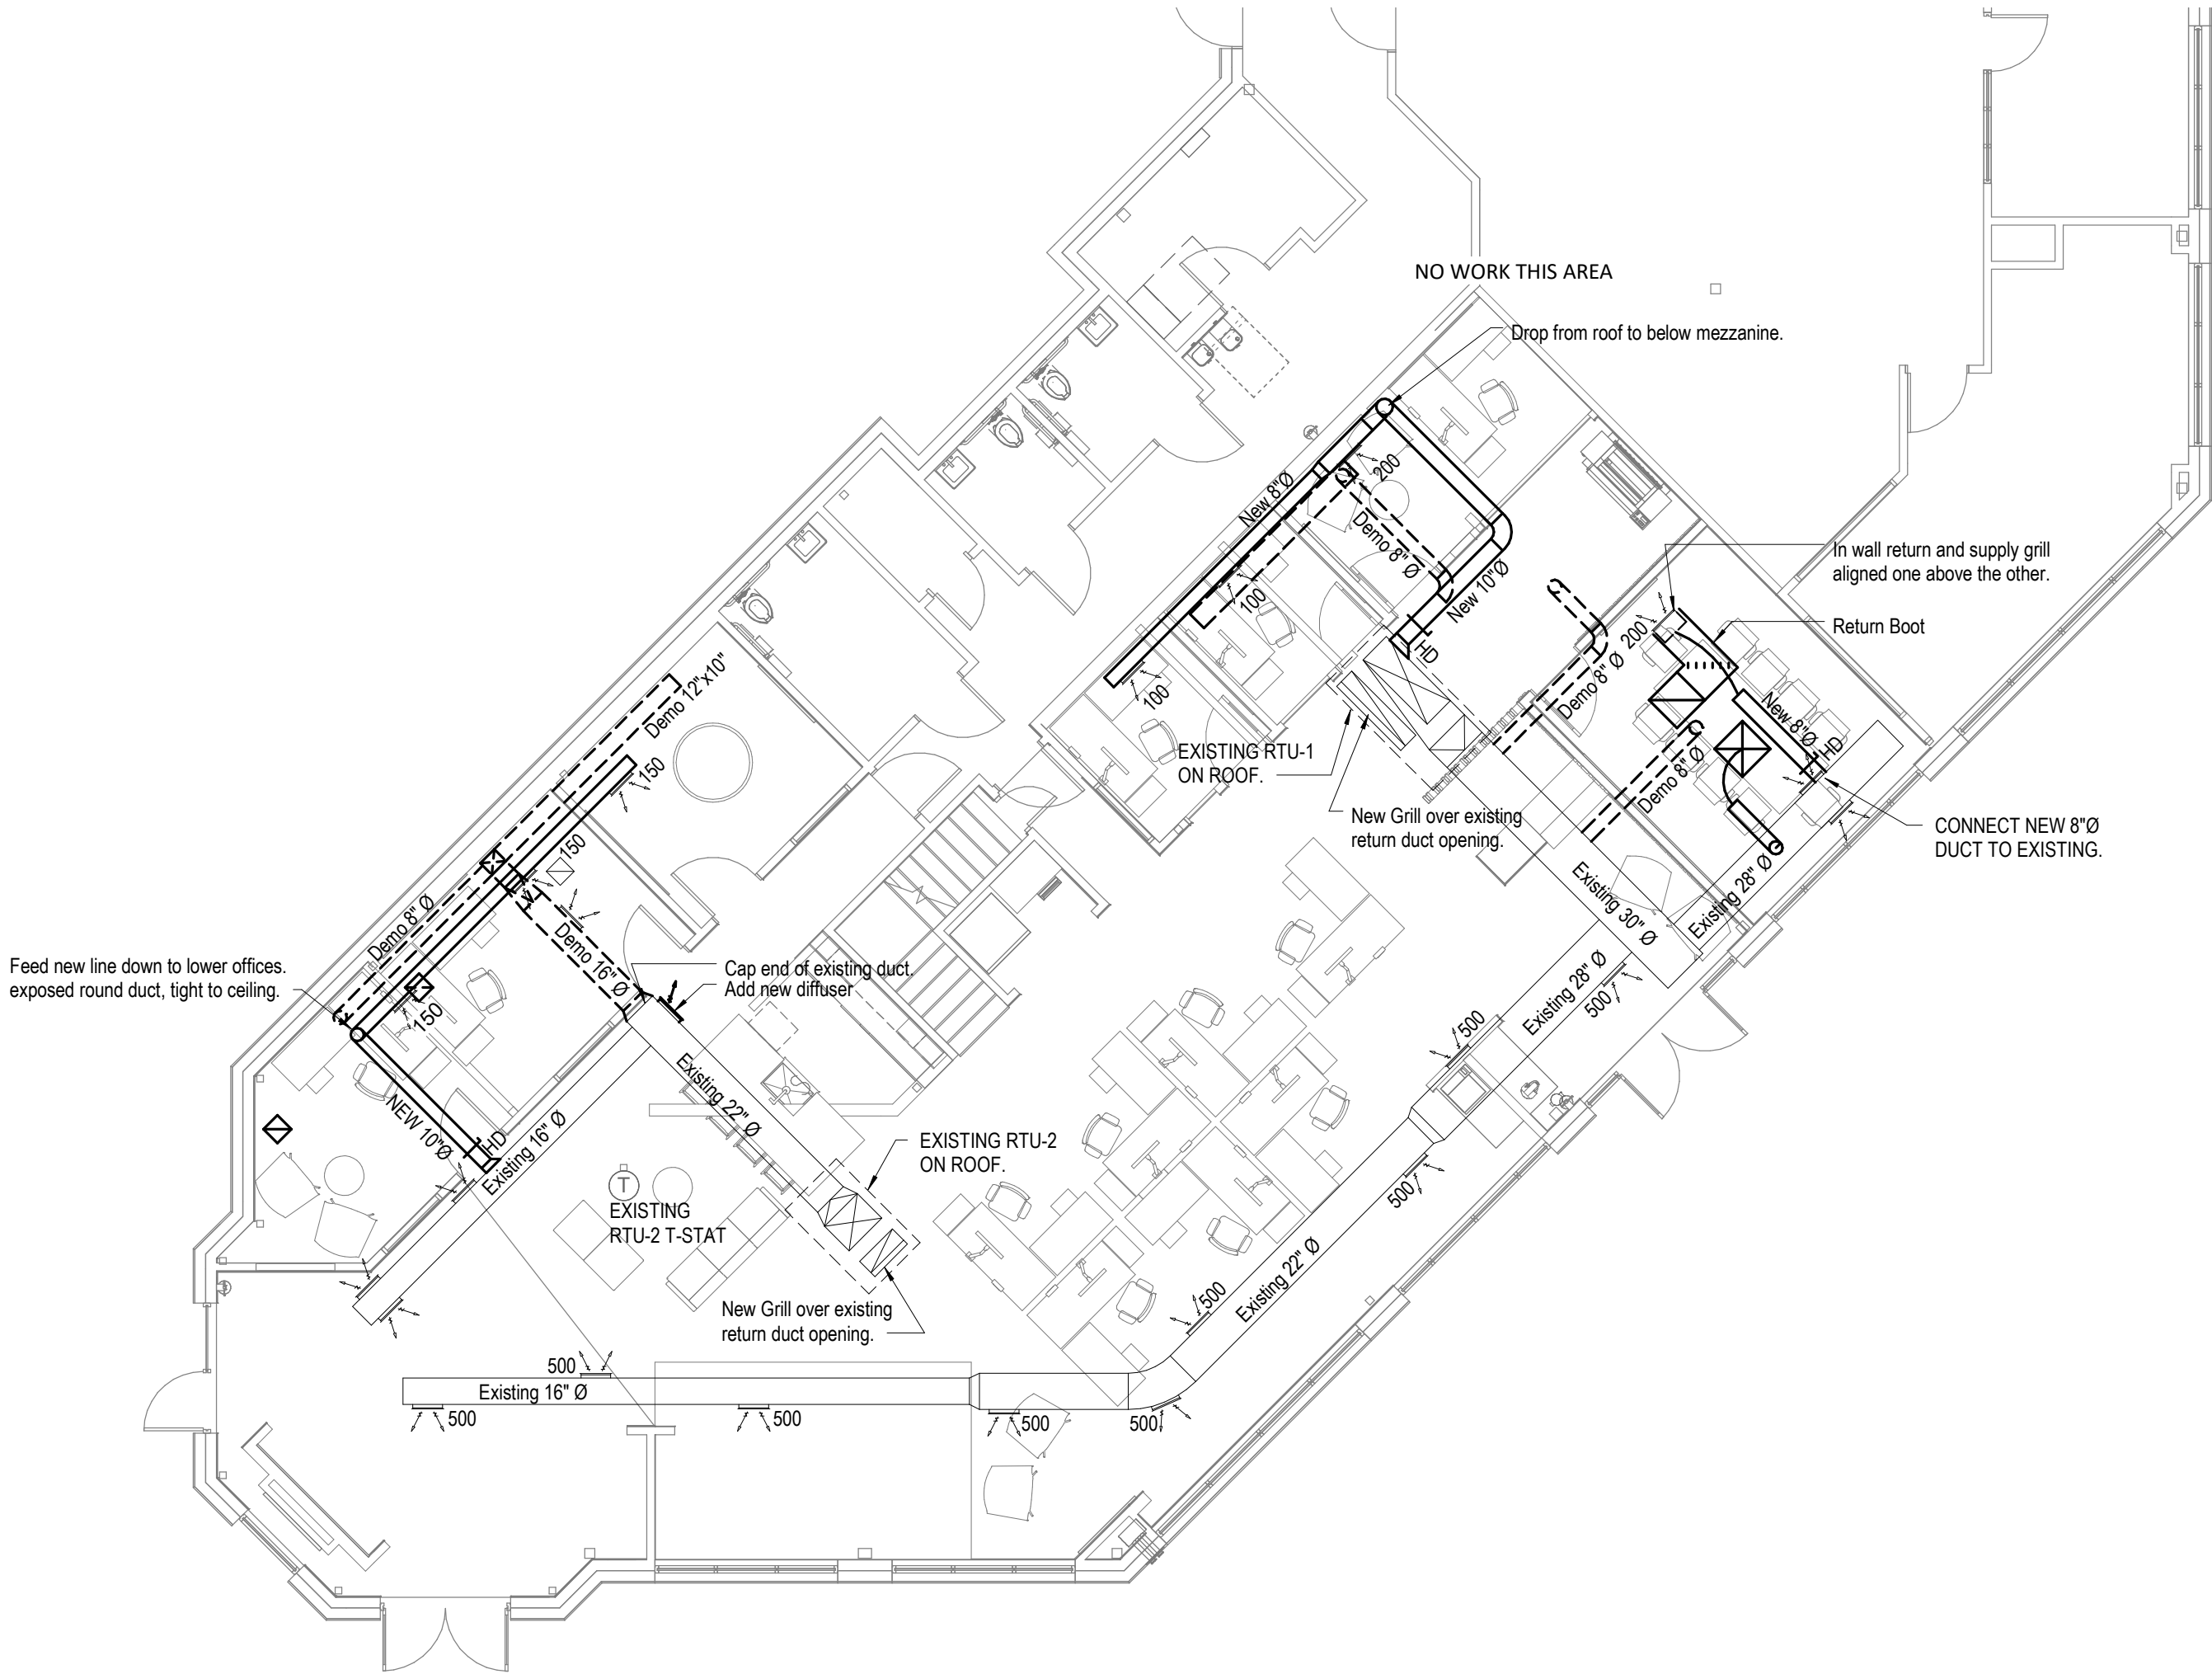 NO WORK THIS AREA
Drop from roof to below mezzanine.
New 8"Ø
200
Demo 8" Ø
New 10"Ø
100
100
HD
In wall return and supply grill
aligned one above the other.
Return Boot
200
Demo 8" Ø
New 8"Ø
HD
Demo 8" Ø
CONNECT NEW 8"Ø
DUCT TO EXISTING.
EXISTING RTU-1
ON ROOF.
New Grill over existing
return duct opening.
Existing 30" Ø
Existing 28" Ø
Existing 28" Ø
500
500
500
Demo 12"x10"
150
150
Demo 8" Ø
Demo 16" Ø
150
Feed new line down to lower offices.
exposed round duct, tight to ceiling.
Cap end of existing duct.
Add new diffuser
Existing 22" Ø
NEW 10"Ø
HD
Existing 16" Ø
T
EXISTING
RTU-2 T-STAT
EXISTING RTU-2
ON ROOF.
New Grill over existing
return duct opening.
Existing 22" Ø
500
500
Existing 16" Ø
500
500
500
500